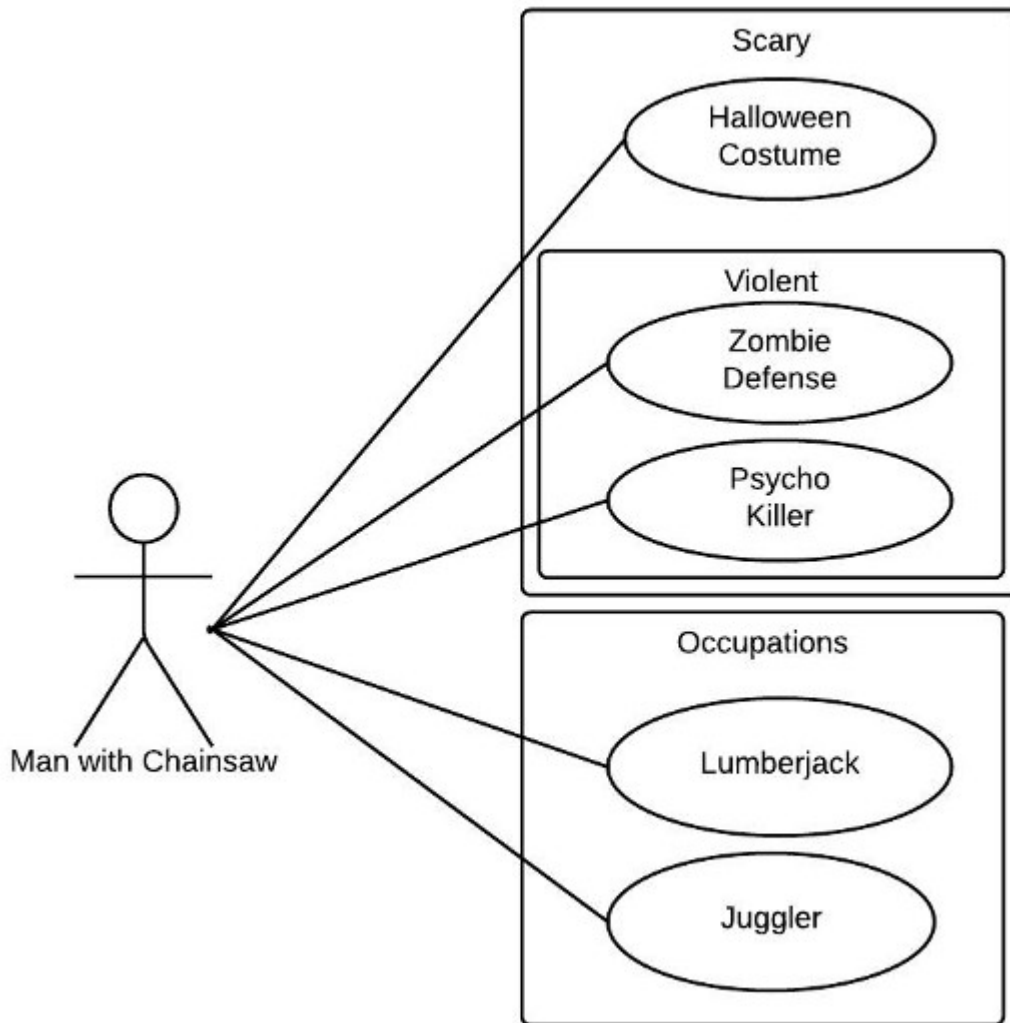 Scary
Halloween
Costume
Violent
Zombie
Defense
Psycho
Killer
Man with Chainsaw
Occupations
Lumberjack
Juggler